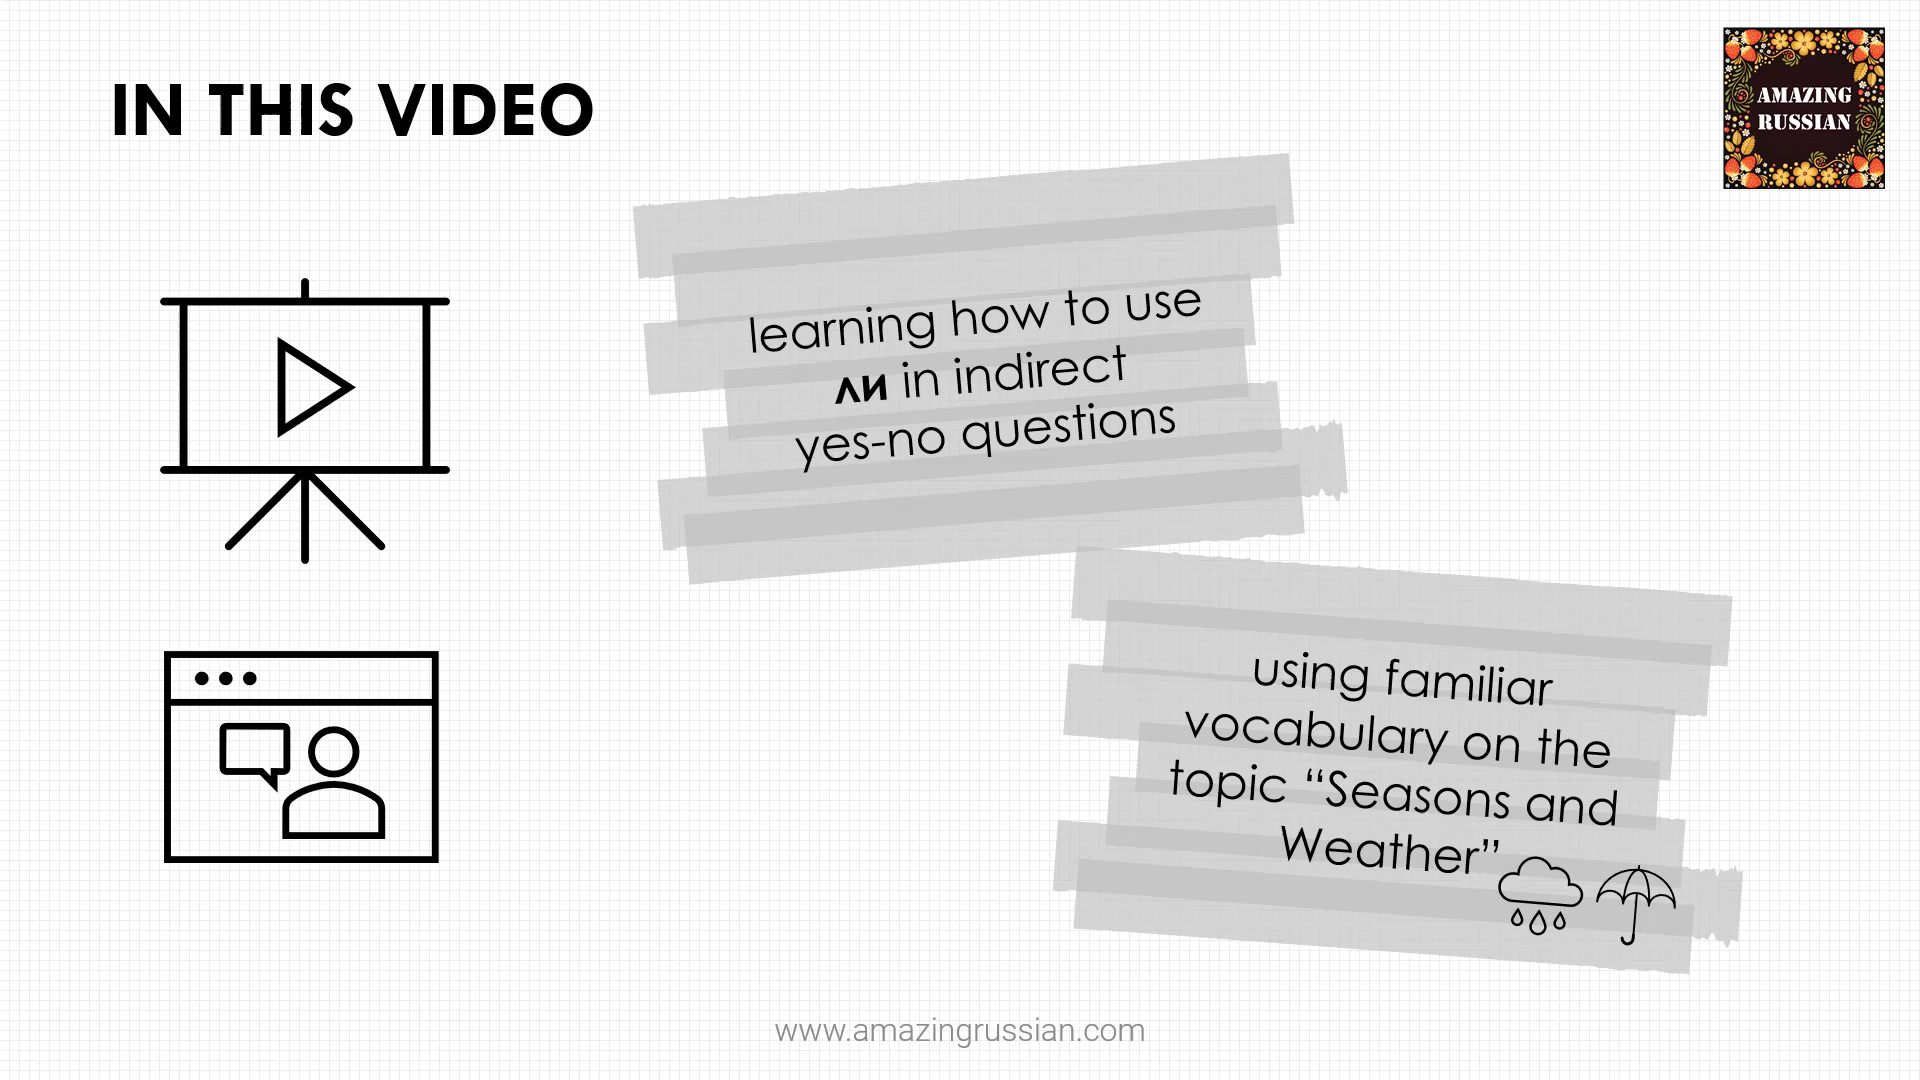 IN THIS VIDEO
AMAZING
RUSSIAN
learning how to use
ли in indirect
yes-no questions
using familiar
vocabulary on the
topic “Seasons and
Weather”
www.amazingrussian.com